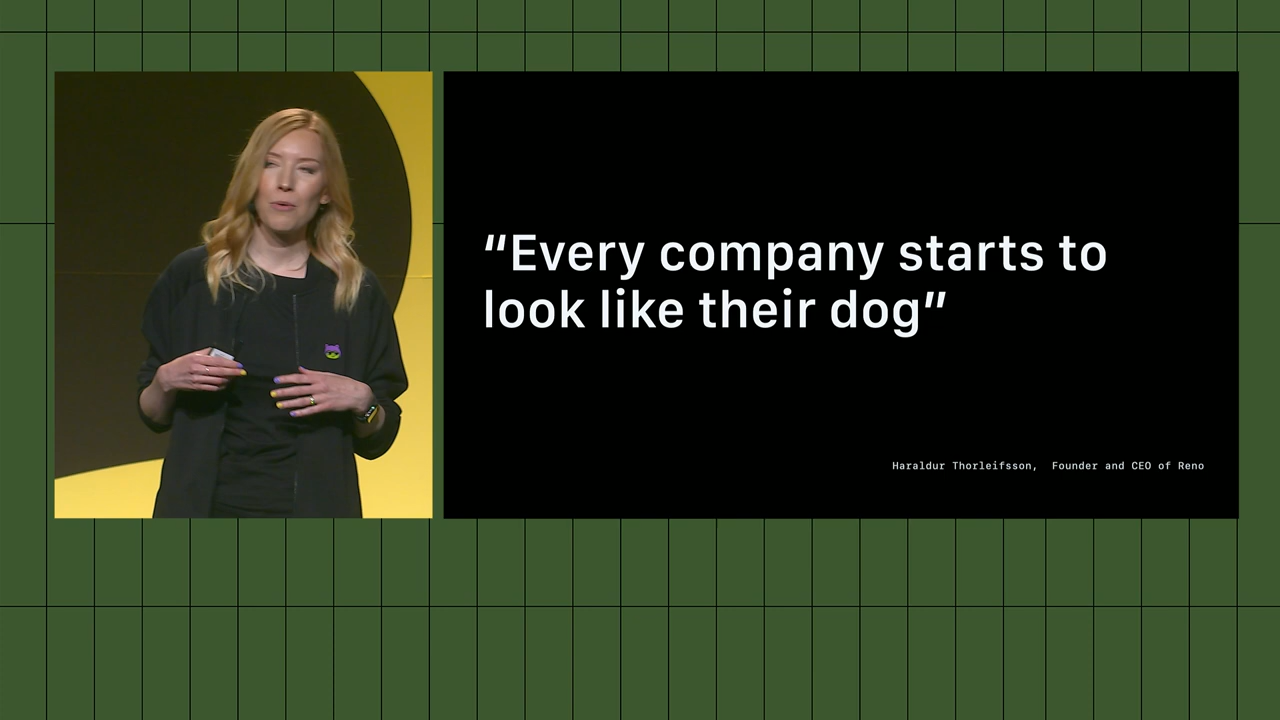 “Every company starts to
look like their dog”
Haraldur Thorleifsson, Founder and CEO of Reno